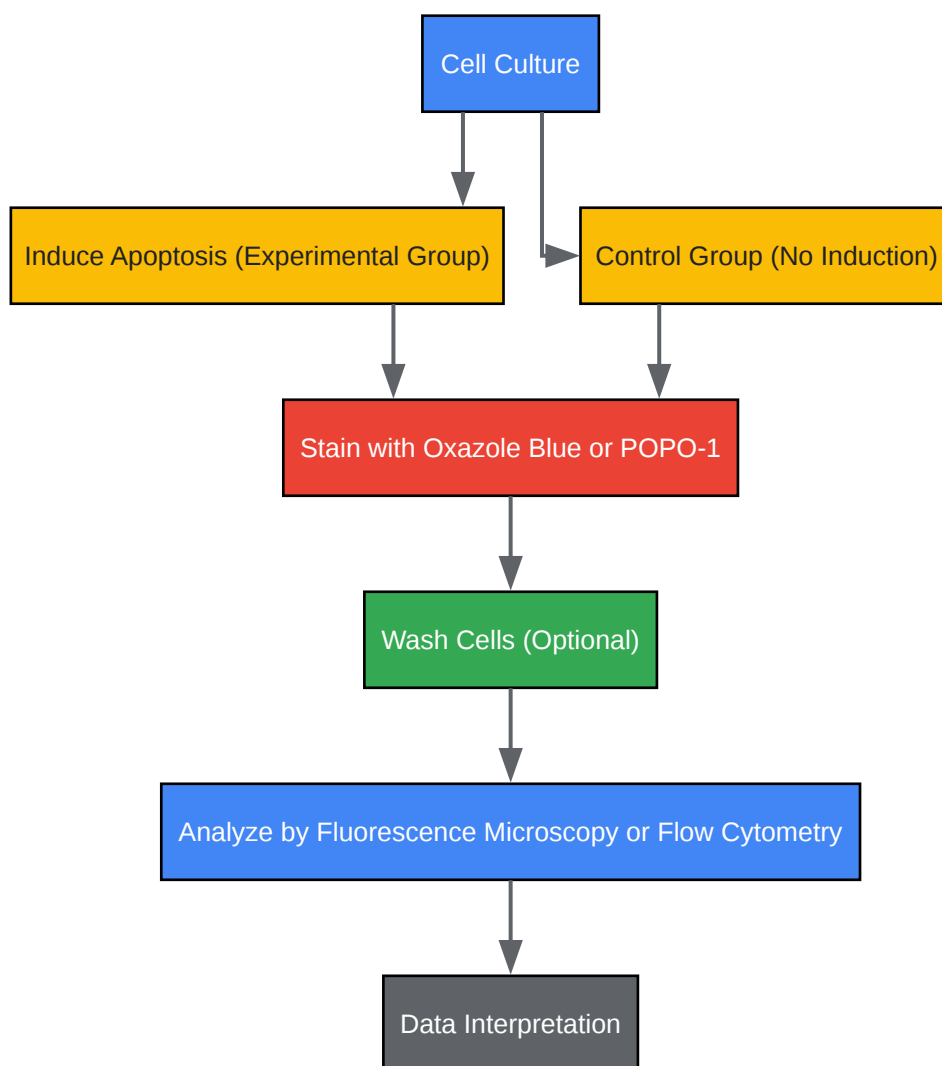 Cell Culture
Induce Apoptosis (Experimental Group)
Control Group (No Induction)
Stain with Oxazole Blue or POPO-1
Wash Cells (Optional)
Analyze by Fluorescence Microscopy or Flow Cytometry
Data Interpretation